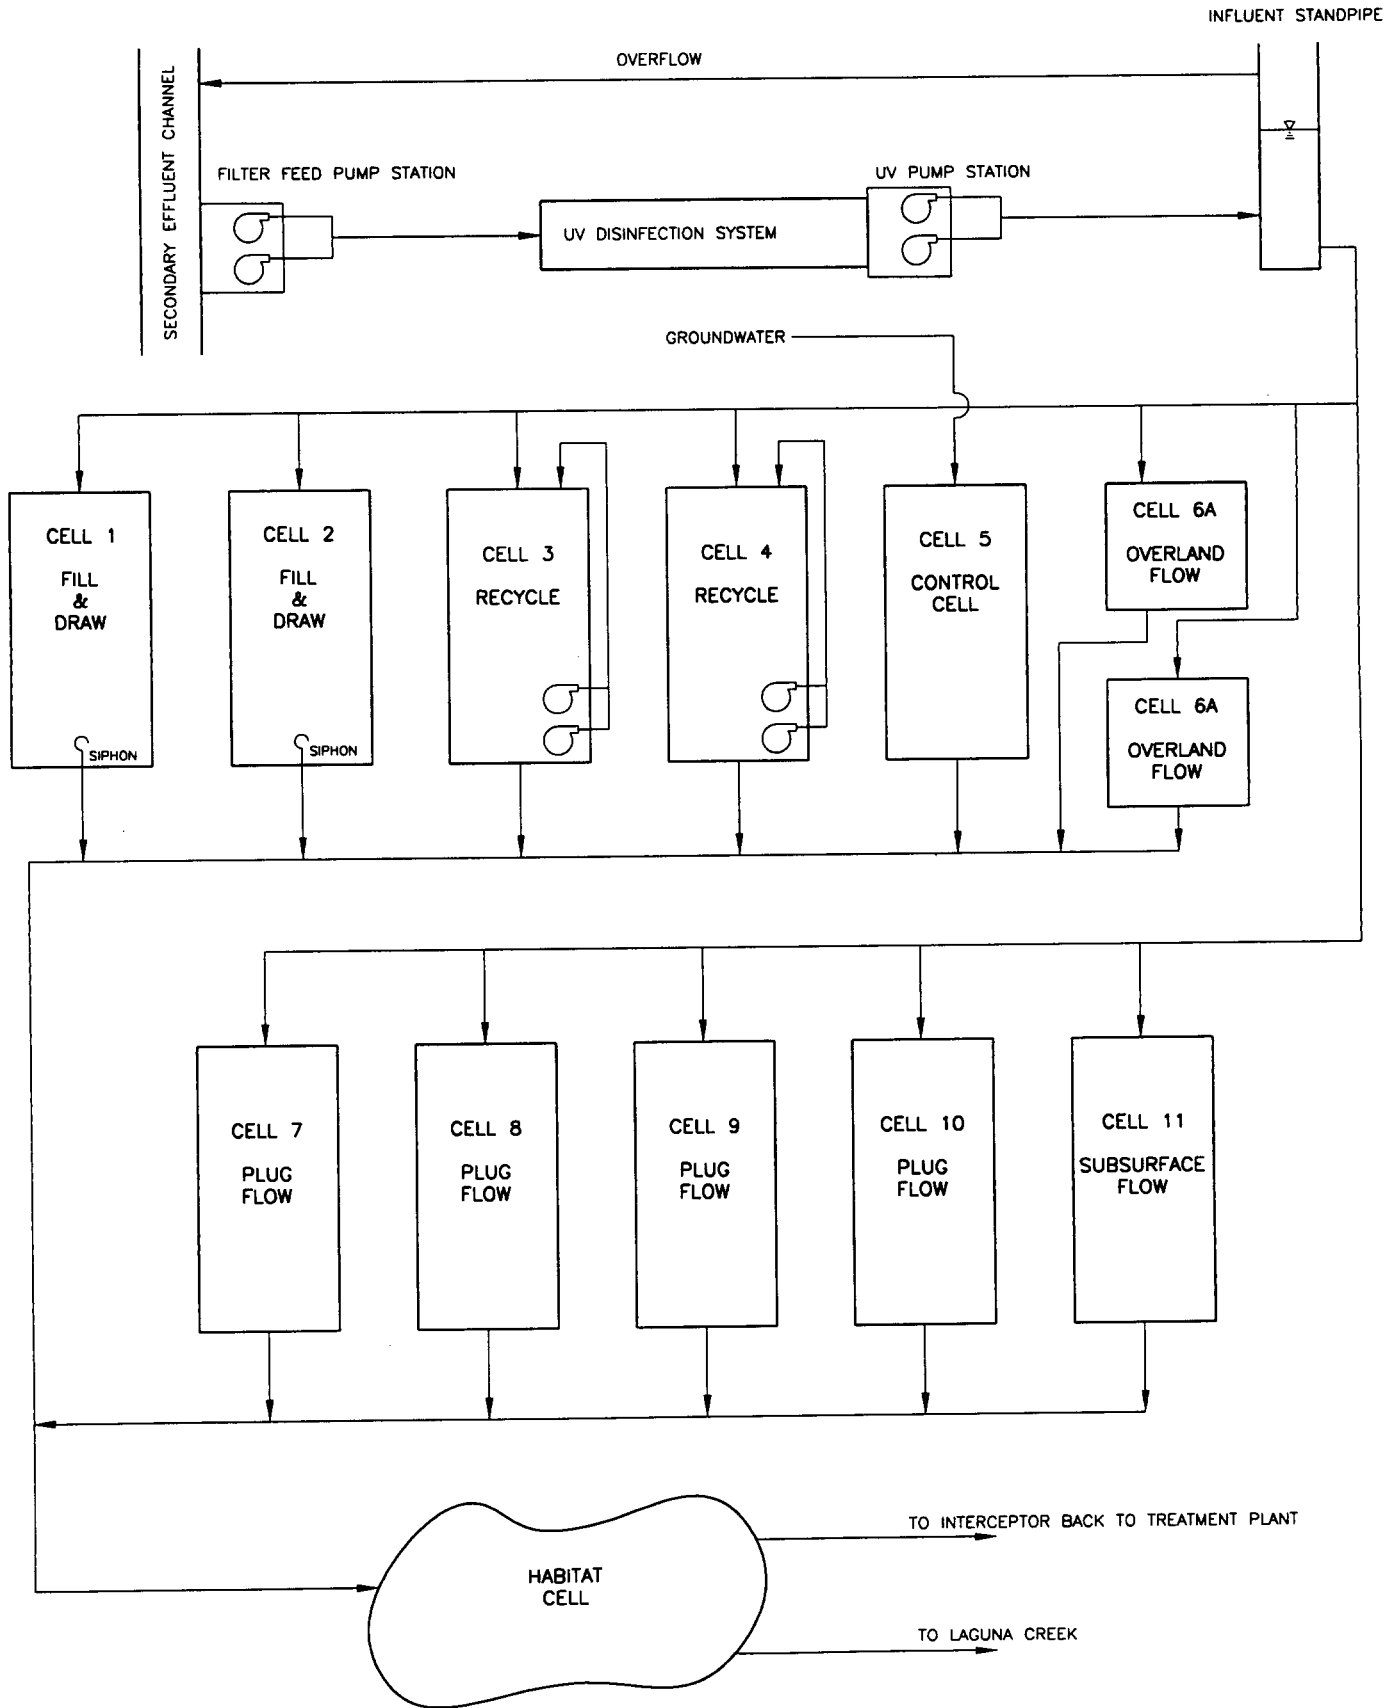 INFLUENT STANDPIPE
OVERFLOW
SECONDARY EFFLUENT CHANNEL
FILTER FEED PUMP STATION
UV PUMP STATION
UV DISINFECTION SYSTEM
GROUNDWATER
CELL 1
FILL
&
DRAW
SIPHON
CELL 2
FILL
&
DRAW
SIPHON
CELL 3
RECYCLE
CELL 4
RECYCLE
CELL 5
CONTROL
CELL
CELL 6A
OVERLAND
FLOW
CELL 6A
OVERLAND
FLOW
CELL 7
PLUG
FLOW
CELL 8
PLUG
FLOW
CELL 9
PLUG
FLOW
CELL 10
PLUG
FLOW
CELL 11
SUBSURFACE
FLOW
HABITAT
CELL
TO INTERCEPTOR BACK TO TREATMENT PLANT
TO LAGUNA CREEK